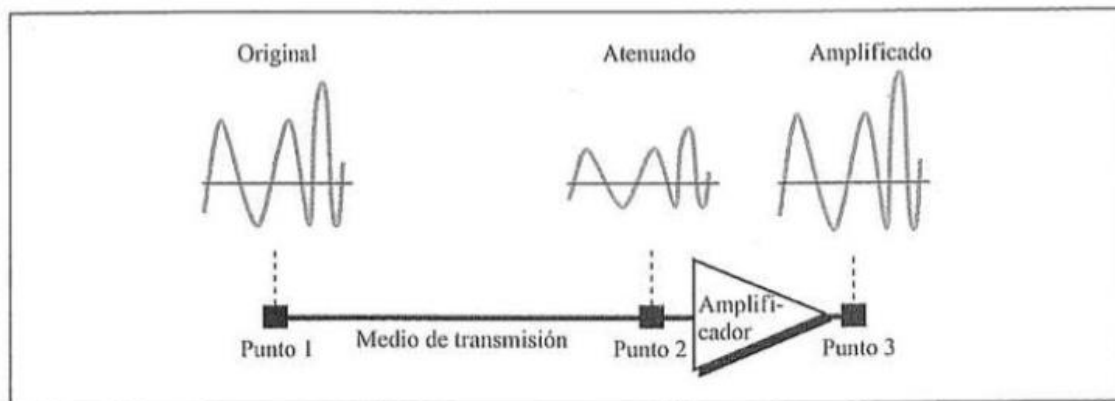 Original
Atenuado
Amplificado
Amplifi-
cador
Punto 1
Medio de transmisión
Punto 2
Punto 3